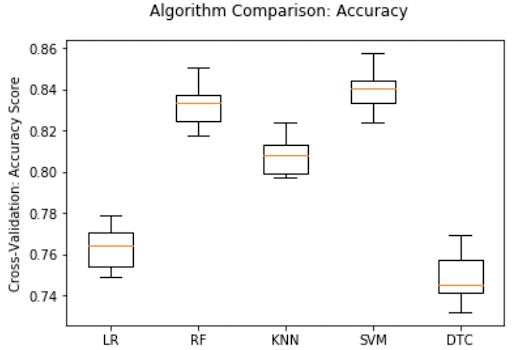 Algorithm Comparison: Accuracy
Cross-Validation: Accuracy Score
0.86
0.84
0.82
0.80
0.78
0.76
0.74
LR RF KNN SVM DTC